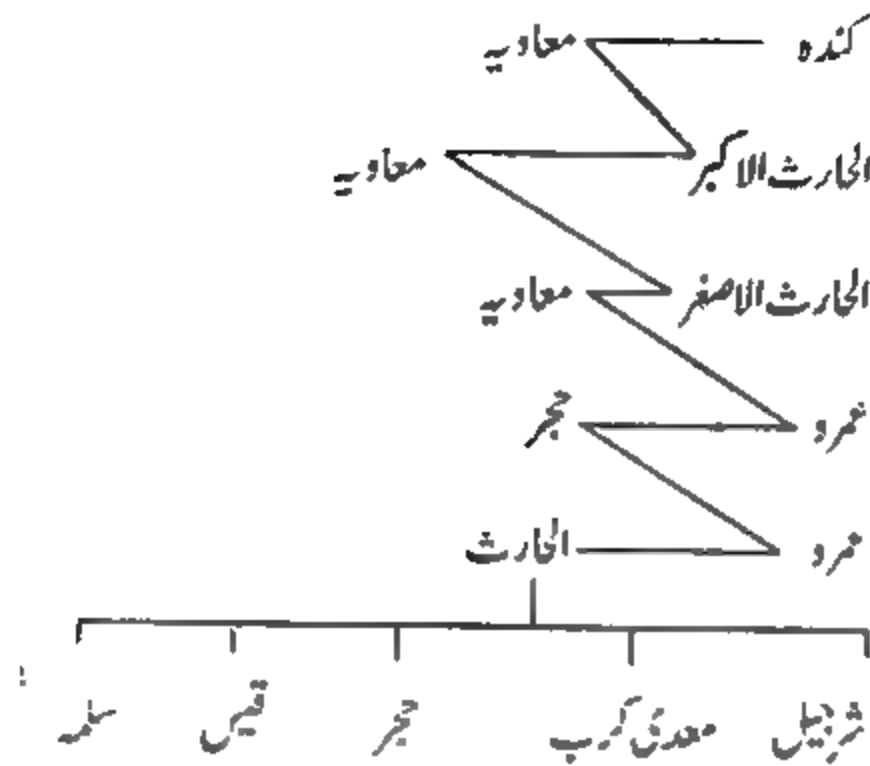 کندہ معاویہ
الحارث الاکبر معاویہ
الحارث الاصغر معاویہ
عمرو حجر
عمرو الحارث
شرجیل معدی کرب حجر قیس سلمہ